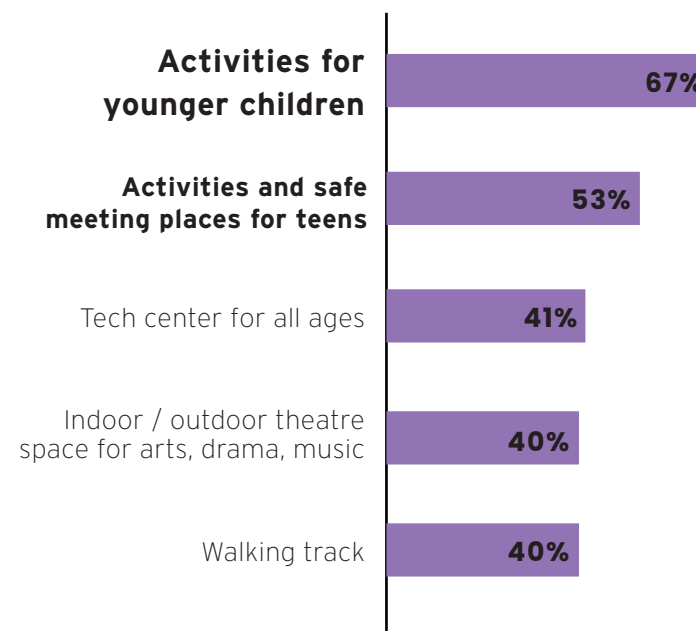 Activities for
younger children
67%
Activities and safe
meeting places for teens
53%
Tech center for all ages
41%
Indoor / outdoor theatre
space for arts, drama, music
40%
Walking track
40%